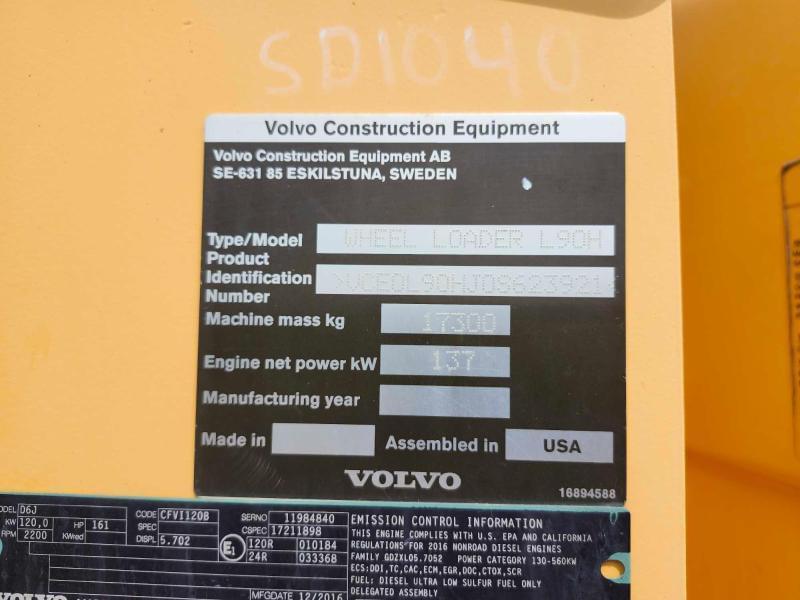 SD1040
Volvo Construction Equipment
Volvo Construction Equipment AB
SE-631 85 ESKILSTUNA, SWEDEN
Type/Model WHEEL LOADER L90H
Product
Identification
Number
>VCE0L90HJ0S623921
Machine mass kg 17300
Engine net power kW 137
Manufacturing year
Made in Assembled in USA
VOLVO
16894588
D6J
KW 120,0 HP 161
RPM 2200 KWred
CODE CFVI120B
SPEC
DISPL 5.702
SERNO 11984840
CSPEC 17211898
E1 120R 010184
24R 033368
MFGDATE 12/2016
EMISSION CONTROL INFORMATION
THIS ENGINE COMPLIES WITH U.S. EPA AND CALIFORNIA
REGULATIONS FOR 2016 NONROAD DIESEL ENGINES
FAMILY GDZXL05.7052 POWER CATEGORY 130-560KW
ECS:DDI,TC,CAC,ECM,EGR,DOC,CTOX,SCR
FUEL: DIESEL ULTRA LOW SULFUR FUEL ONLY
DELEGATED ASSEMBLY
VOLVO